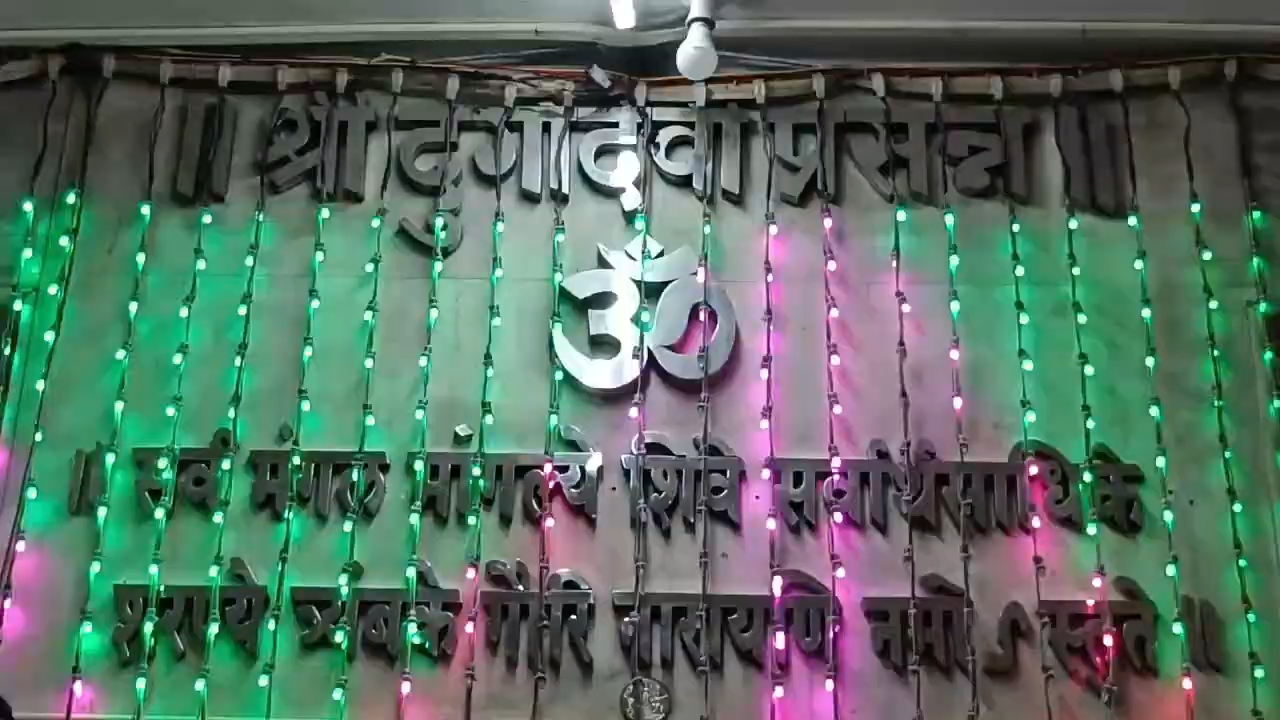 ॥ श्री दुर्गादेवी प्रसन्न ॥
ॐ
॥ सर्व मंगल मांगल्ये शिवे सर्वार्थसाधिके
शरण्ये त्र्यंबके गौरि नारायणि नमोऽस्तुते ॥